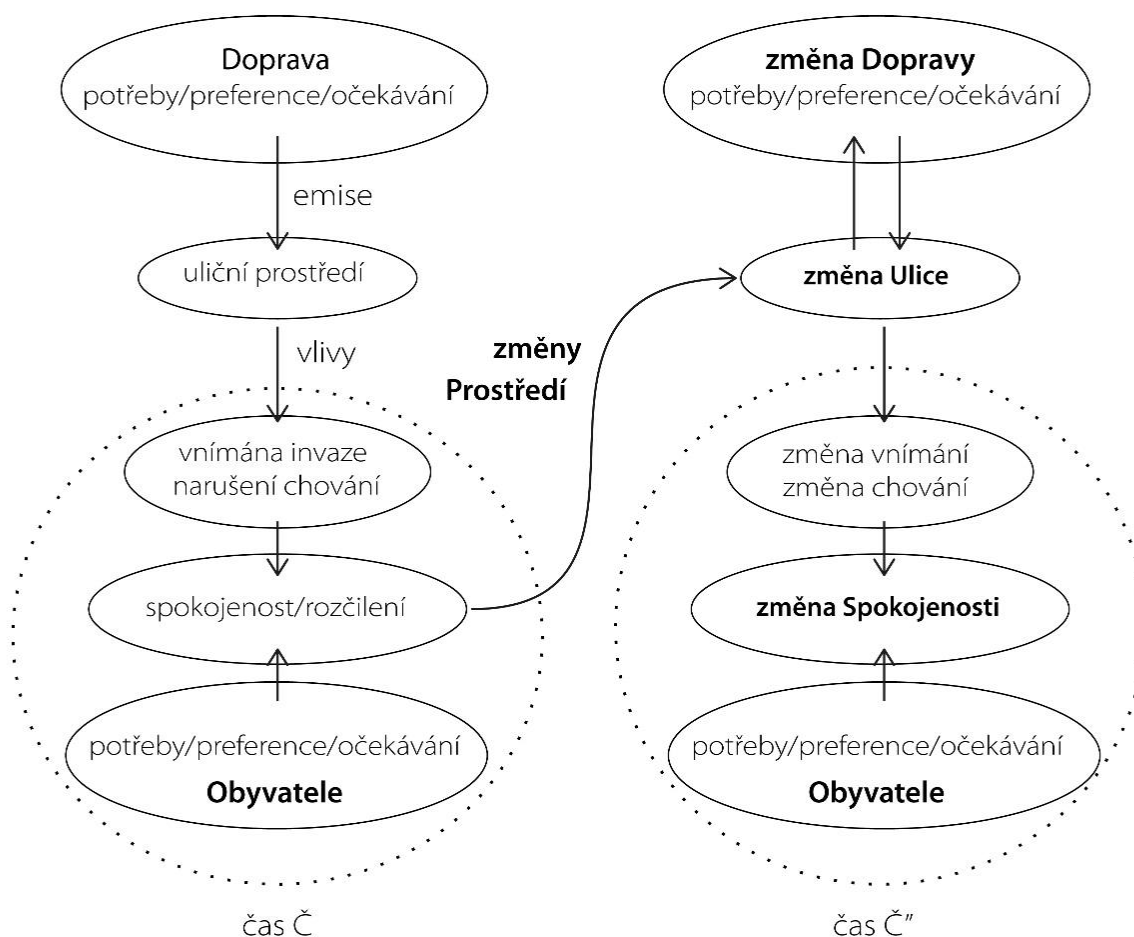 Doprava
potřeby/preference/očekávání
emise
uliční prostředí
vlivy
vnímána invaze
narušení chování
spokojenost/rozčilení
potřeby/preference/očekávání
Obyvatele
čas Č
změny
Prostředí
změna Dopravy
potřeby/preference/očekávání
změna Ulice
změna vnímání
změna chování
změna Spokojenosti
potřeby/preference/očekávání
Obyvatele
čas Č"